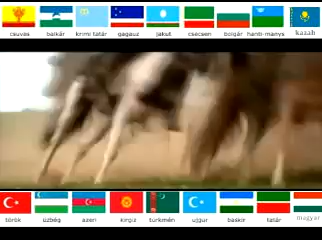 csuvas balkár krimi tatár gagauz jakut csecsen bolgár hanti-manys kazah
török üzbég azeri kirgiz türkmén ujgur baskir tatár magyar